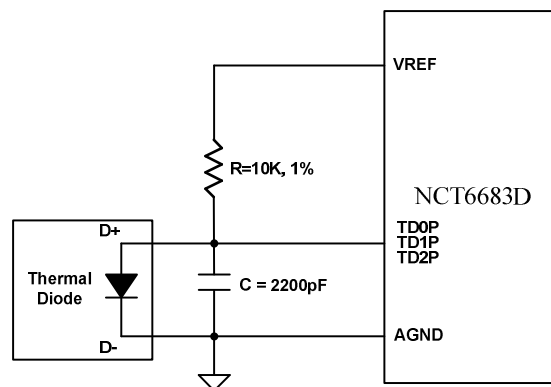 VREF
R=10K, 1%
NCT6683D
D+
TD0P
TD1P
TD2P
Thermal
Diode
C = 2200pF
AGND
D-